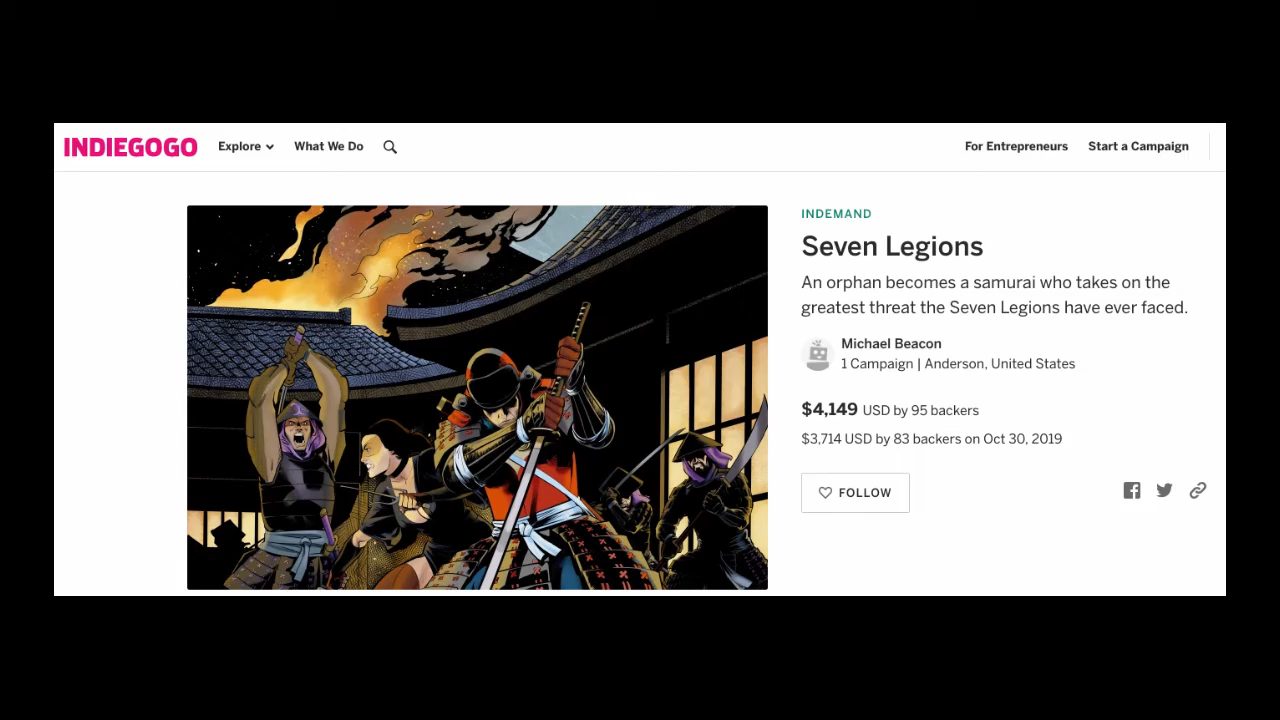 INDIEGOGO Explore What We Do For Entrepreneurs Start a Campaign
INDEMAND
Seven Legions
An orphan becomes a samurai who takes on the
greatest threat the Seven Legions have ever faced.
Michael Beacon
1 Campaign | Anderson, United States
$4,149 USD by 95 backers
$3,714 USD by 83 backers on Oct 30, 2019
FOLLOW